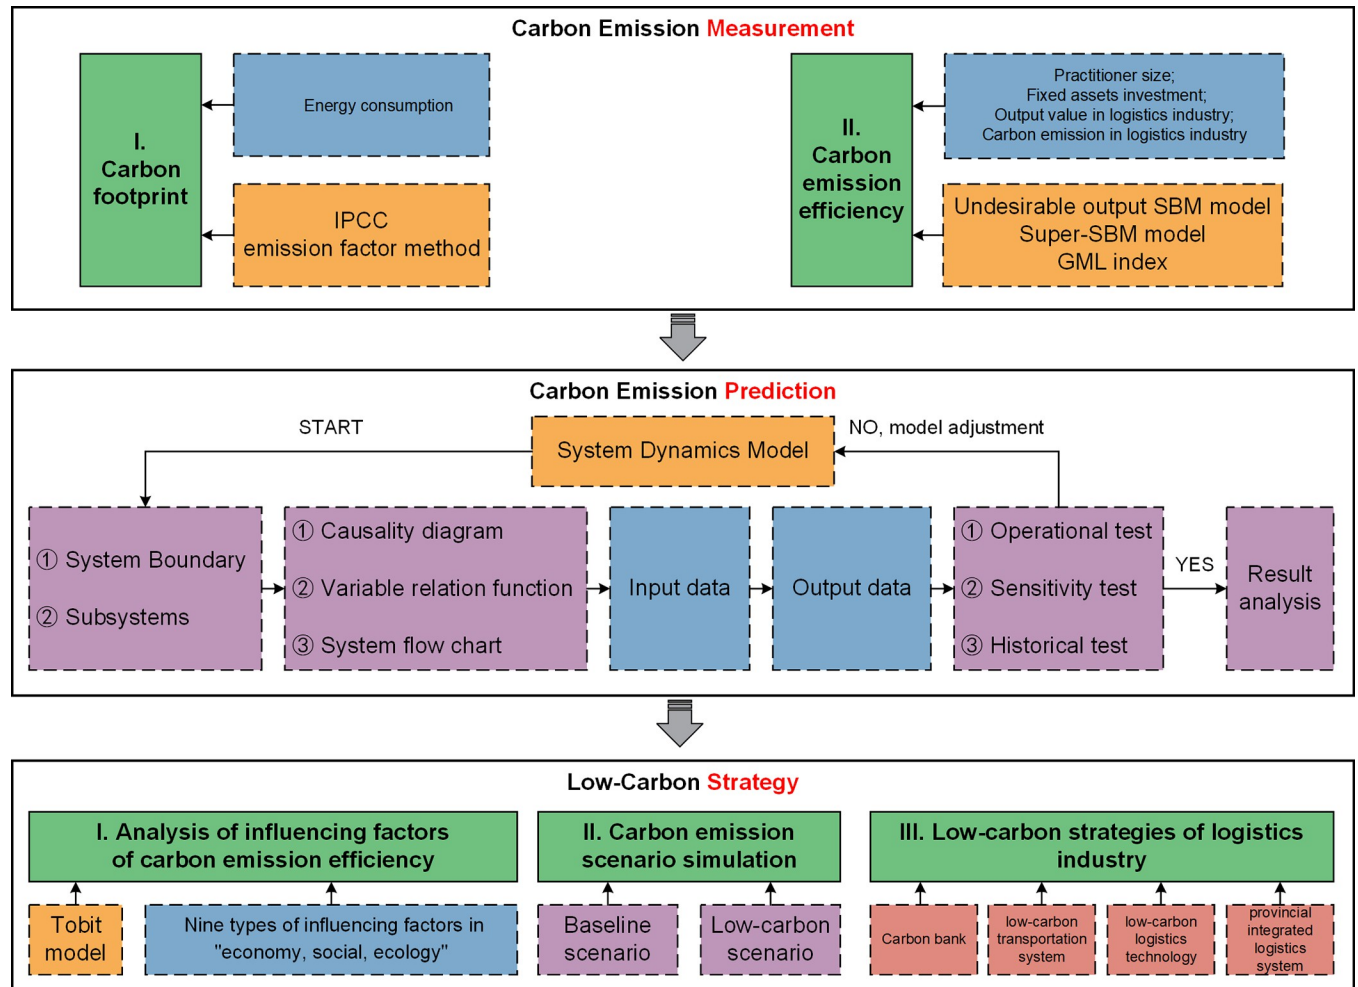 Carbon Emission Measurement
I.
Carbon
footprint
Energy consumption
IPCC
emission factor method
II.
Carbon
emission
efficiency
Practitioner size;
Fixed assets investment;
Output value in logistics industry;
Carbon emission in logistics industry
Undesirable output SBM model
Super-SBM model
GML index
Carbon Emission Prediction
START
System Dynamics Model
NO, model adjustment
① System Boundary
② Subsystems
① Causality diagram
② Variable relation function
③ System flow chart
Input data
Output data
① Operational test
② Sensitivity test
③ Historical test
YES
Result
analysis
Low-Carbon Strategy
I. Analysis of influencing factors
of carbon emission efficiency
Tobit
model
Nine types of influencing factors in
"economy, social, ecology"
II. Carbon emission
scenario simulation
Baseline
scenario
Low-carbon
scenario
III. Low-carbon strategies of logistics
industry
Carbon bank
low-carbon
transportation
system
low-carbon
logistics
technology
provincial
integrated
logistics
system